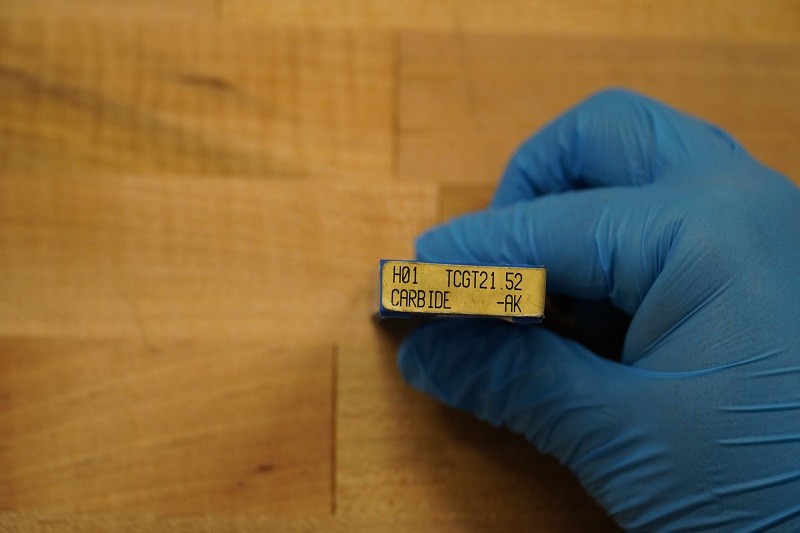 H01 TCGT21.52
CARBIDE -AK